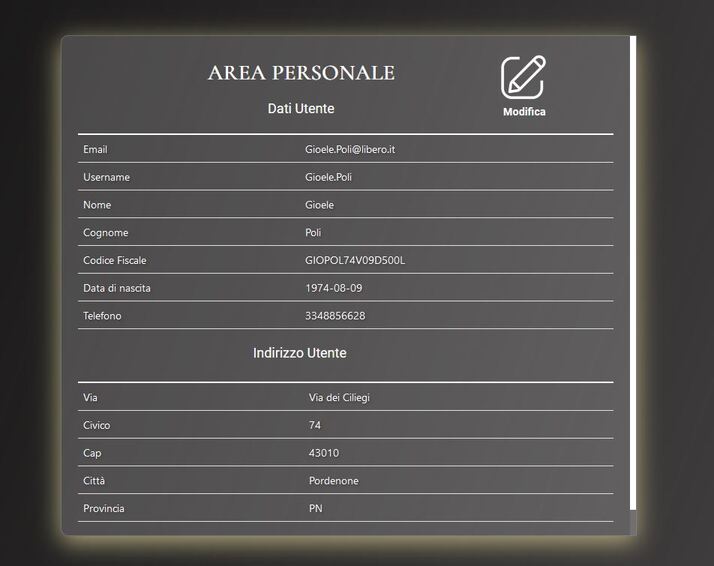 AREA PERSONALE
Modifica
Dati Utente
Email Gioele.Poli@libero.it
Username Gioele.Poli
Nome Gioele
Cognome Poli
Codice Fiscale GIOPOL74V09D500L
Data di nascita 1974-08-09
Telefono 3348856628
Indirizzo Utente
Via Via dei Ciliegi
Civico 74
Cap 43010
Città Pordenone
Provincia PN